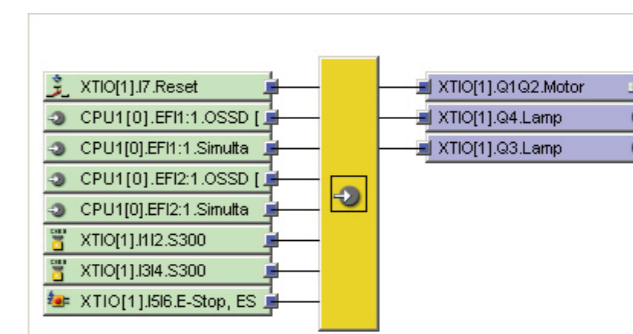 XTIO[1].I7.Reset
CPU1[0].EFI1:1.OSSD [
CPU1[0].EFI1:1.Simulta
CPU1[0].EFI2:1.OSSD [
CPU1[0].EFI2:1.Simulta
XTIO[1].I1I2.S300
XTIO[1].I3I4.S300
XTIO[1].I5I6.E-Stop, ES
XTIO[1].Q1Q2.Motor
XTIO[1].Q4.Lamp
XTIO[1].Q3.Lamp